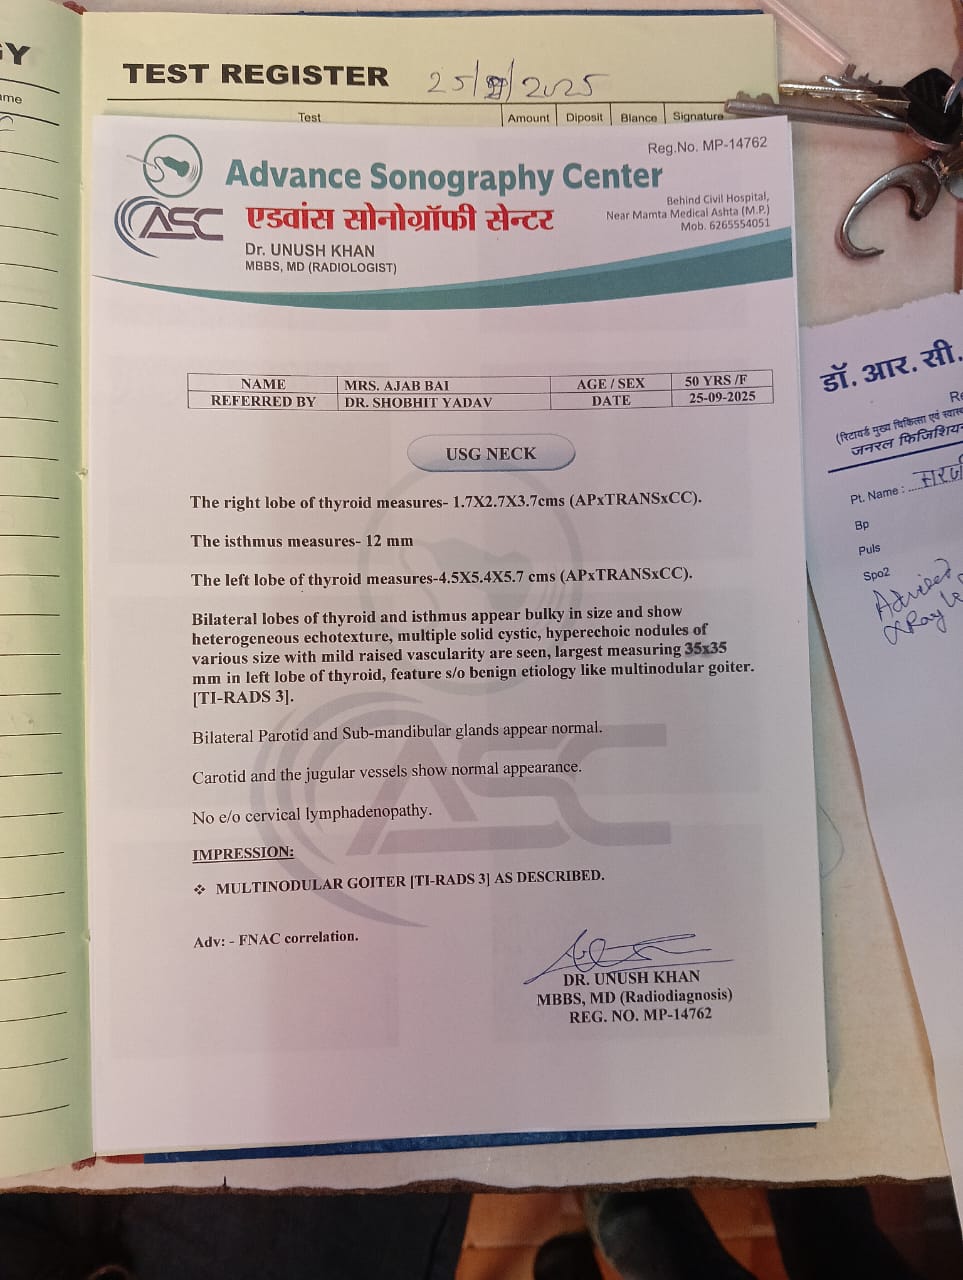 GY
TEST REGISTER 25/9/2025
ame
Test Amount Diposit Blance Signature
Reg.No. MP-14762
Advance Sonography Center
ASC एडवांस सोनोग्रॉफी सेन्टर
Behind Civil Hospital,
Near Mamta Medical Ashta (M.P.)
Mob. 6265554051
Dr. UNUSH KHAN
MBBS, MD (RADIOLOGIST)
NAME MRS. AJAB BAI AGE / SEX 50 YRS /F
REFERRED BY DR. SHOBHIT YADAV DATE 25-09-2025
USG NECK
The right lobe of thyroid measures- 1.7X2.7X3.7cms (APxTRANSxCC).
The isthmus measures- 12 mm
The left lobe of thyroid measures-4.5X5.4X5.7 cms (APxTRANSxCC).
Bilateral lobes of thyroid and isthmus appear bulky in size and show
heterogeneous echotexture, multiple solid cystic, hyperechoic nodules of
various size with mild raised vascularity are seen, largest measuring 35x35
mm in left lobe of thyroid, feature s/o benign etiology like multinodular goiter.
[TI-RADS 3].
Bilateral Parotid and Sub-mandibular glands appear normal.
Carotid and the jugular vessels show normal appearance.
No e/o cervical lymphadenopathy.
IMPRESSION:
❖ MULTINODULAR GOITER [TI-RADS 3] AS DESCRIBED.
Adv: - FNAC correlation.
DR. UNUSH KHAN
MBBS, MD (Radiodiagnosis)
REG. NO. MP-14762
ASC
डॉ. आर. सी.
Re
(रिटायर्ड मुख्य चिकित्सा एवं स्वास
जनरल फिजिशियन
Pt. Name :
Bp
Puls
Spo2
Advised
XRay